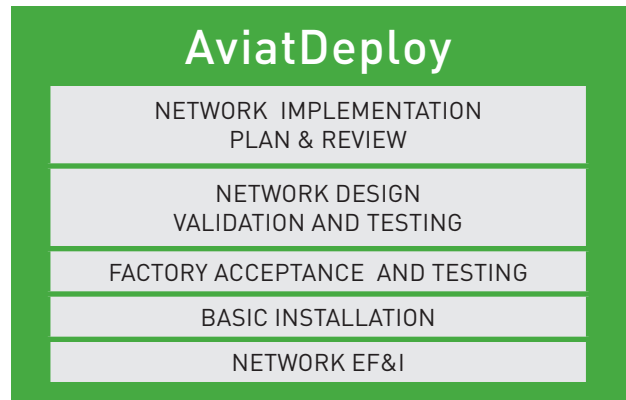 AviatDeploy
NETWORK IMPLEMENTATION
PLAN & REVIEW
NETWORK DESIGN
VALIDATION AND TESTING
FACTORY ACCEPTANCE AND TESTING
BASIC INSTALLATION
NETWORK EF&I